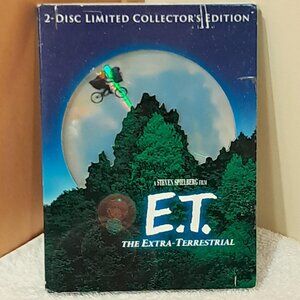 2-Disc Limited Collector's Edition
A Steven Spielberg Film
E.T.
The Extra-Terrestrial